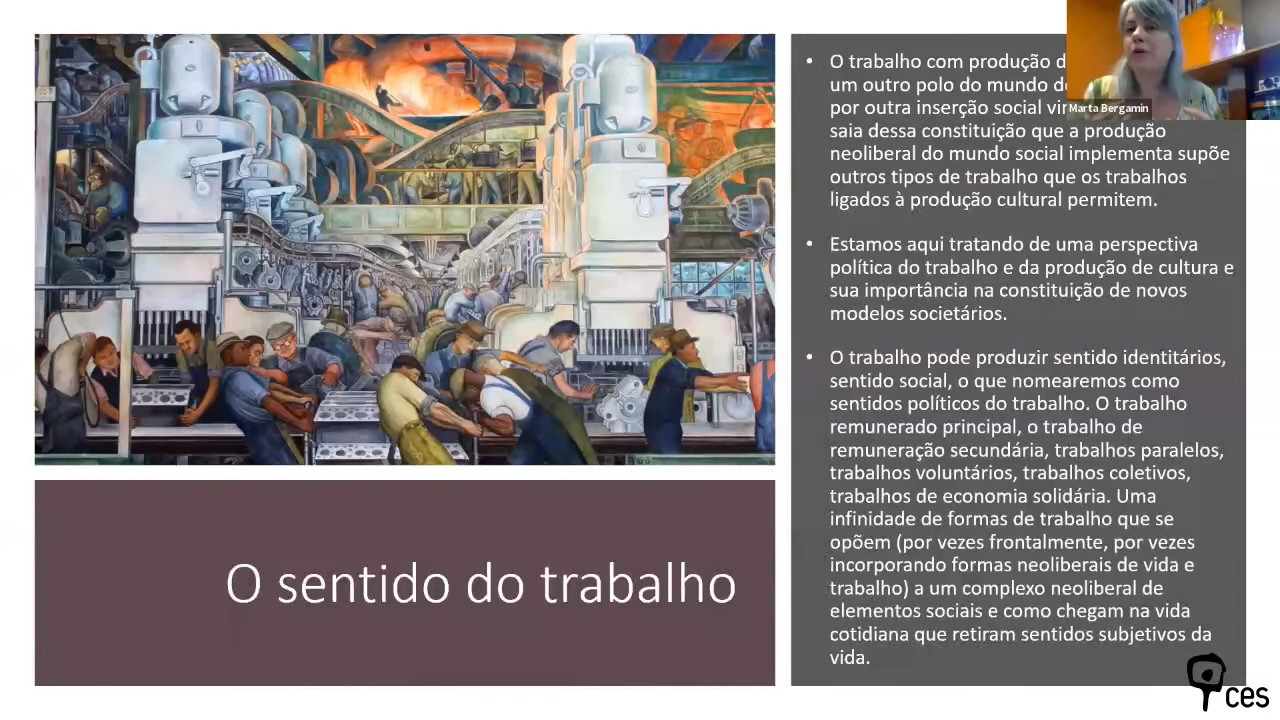 O trabalho com produção d
um outro polo do mundo d
por outra inserção social vi
Marta Bergamin
saia dessa constituição que a produção
neoliberal do mundo social implementa supõe
outros tipos de trabalho que os trabalhos
ligados à produção cultural permitem.
Estamos aqui tratando de uma perspectiva
política do trabalho e da produção de cultura e
sua importância na constituição de novos
modelos societários.
O trabalho pode produzir sentido identitários,
sentido social, o que nomearemos como
sentidos políticos do trabalho. O trabalho
remunerado principal, o trabalho de
remuneração secundária, trabalhos paralelos,
trabalhos voluntários, trabalhos coletivos,
trabalhos de economia solidária. Uma
infinidade de formas de trabalho que se
opõem (por vezes frontalmente, por vezes
incorporando formas neoliberais de vida e
trabalho) a um complexo neoliberal de
elementos sociais e como chegam na vida
cotidiana que retiram sentidos subjetivos da
vida.
O sentido do trabalho
ces